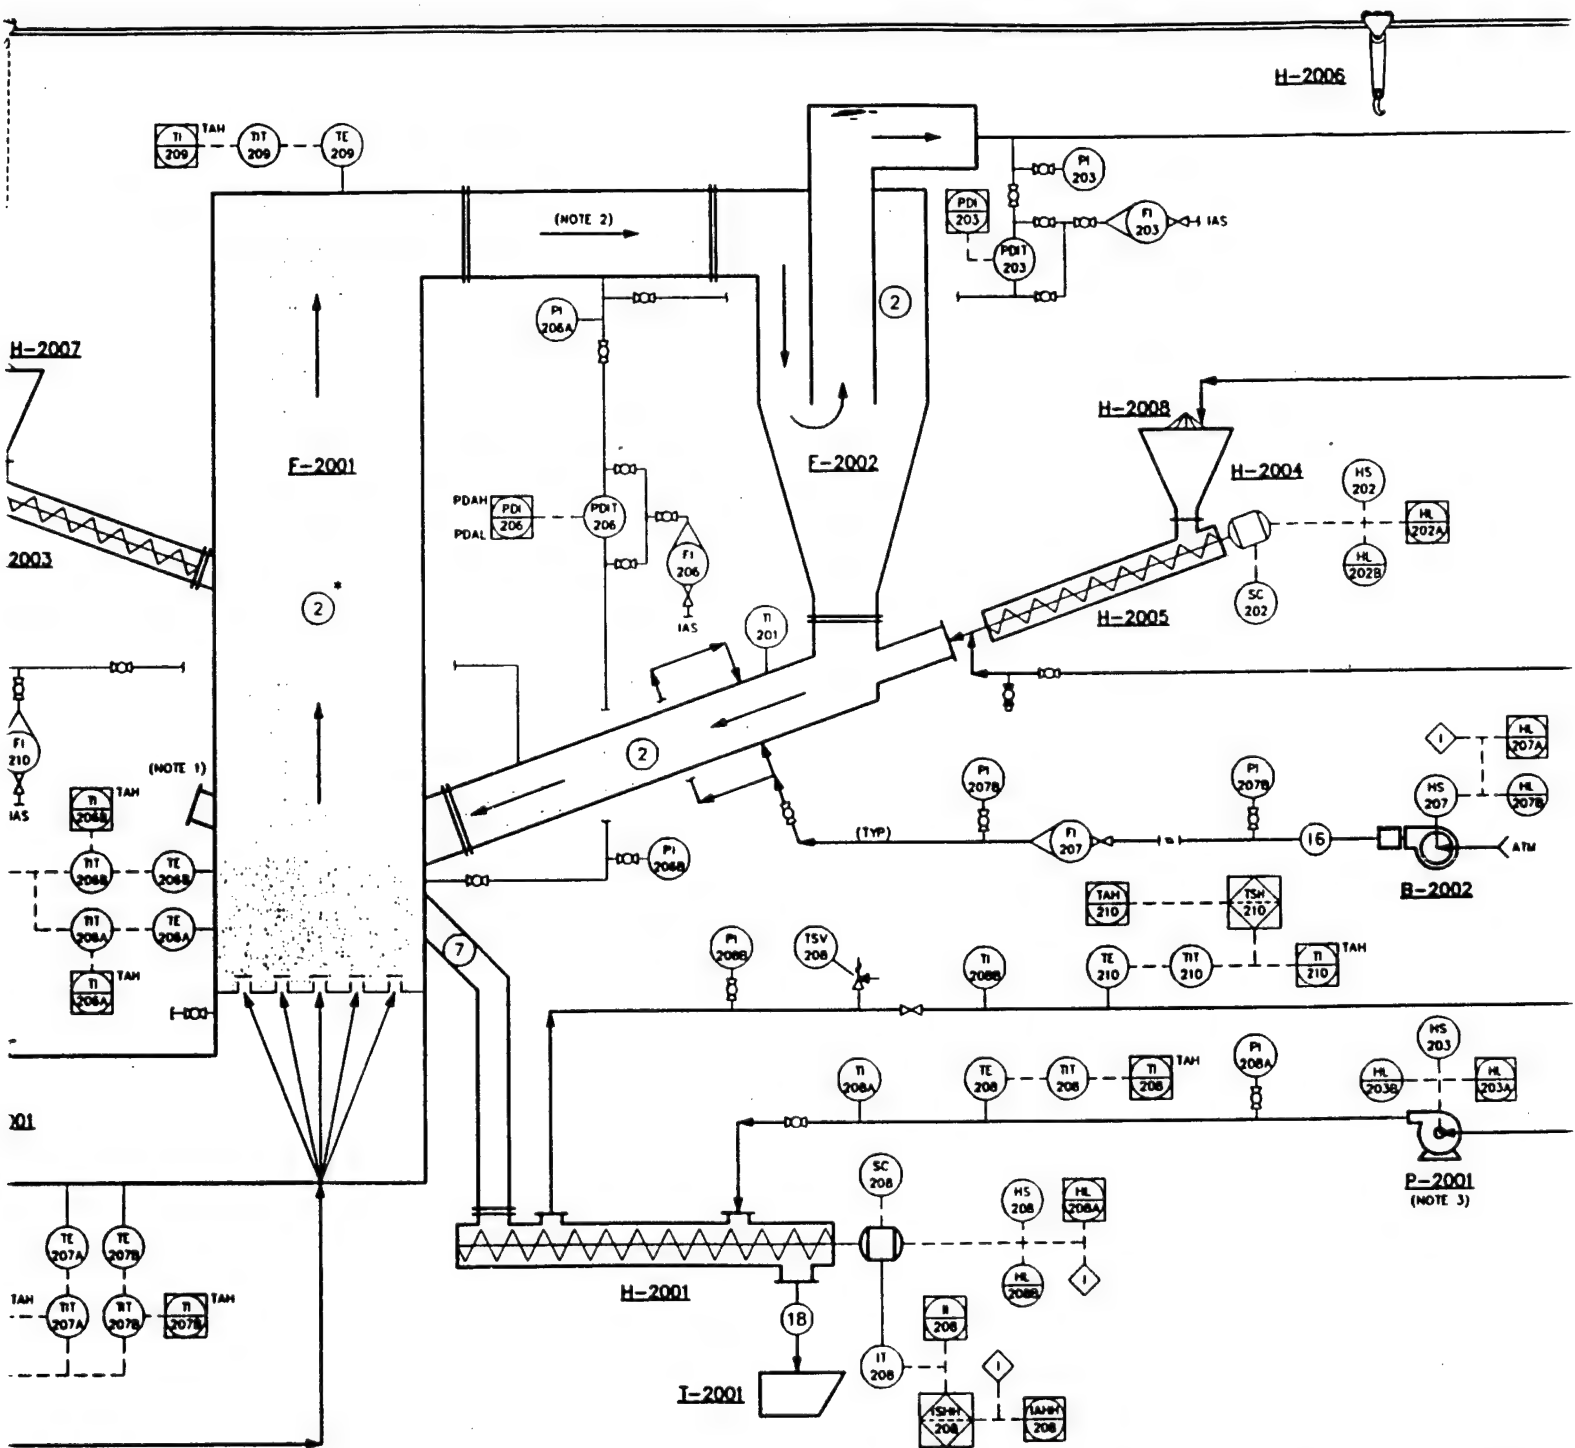 H-2006
TI 209
TAH
TIT 209
TE 209
PI 203
PDI 203
FI 203
IAS
PDIT 203
(NOTE 2)
2
PI 206A
H-2007
H-2008
F-2001
F-2002
H-2004
HS 202
HL 202A
HL 202B
SC 202
H-2005
PDAH
PDAL
PDI 206
PDIT 206
FI 206
IAS
2003
2*
TI 201
FI 210
IAS
(NOTE 1)
2
TI 206B
TAH
TIT 206B
TE 206B
TIT 206A
TE 206A
TI 206A
TAH
PI 206B
PI 207B
(TYP)
FI 207
PI 207B
16
I
HL 207A
HS 207
HL 207B
ATM
B-2002
TAH 210
TSH 210
7
PI 208B
TSV 208
TI 208B
TE 210
TIT 210
TI 210
TAH
HS 203
PI 208A
TI 208A
TE 208
TIT 208
TI 208
TAH
HL 203B
HL 203A
P-2001
(NOTE 3)
01
SC 208
HS 208
HL 208A
HL 208B
I
TE 207A
TE 207B
TAH
TIT 207A
TIT 207B
TI 207B
TAH
H-2001
18
II 208
IT 208
I
T-2001
TSHH 208
TAHH 208